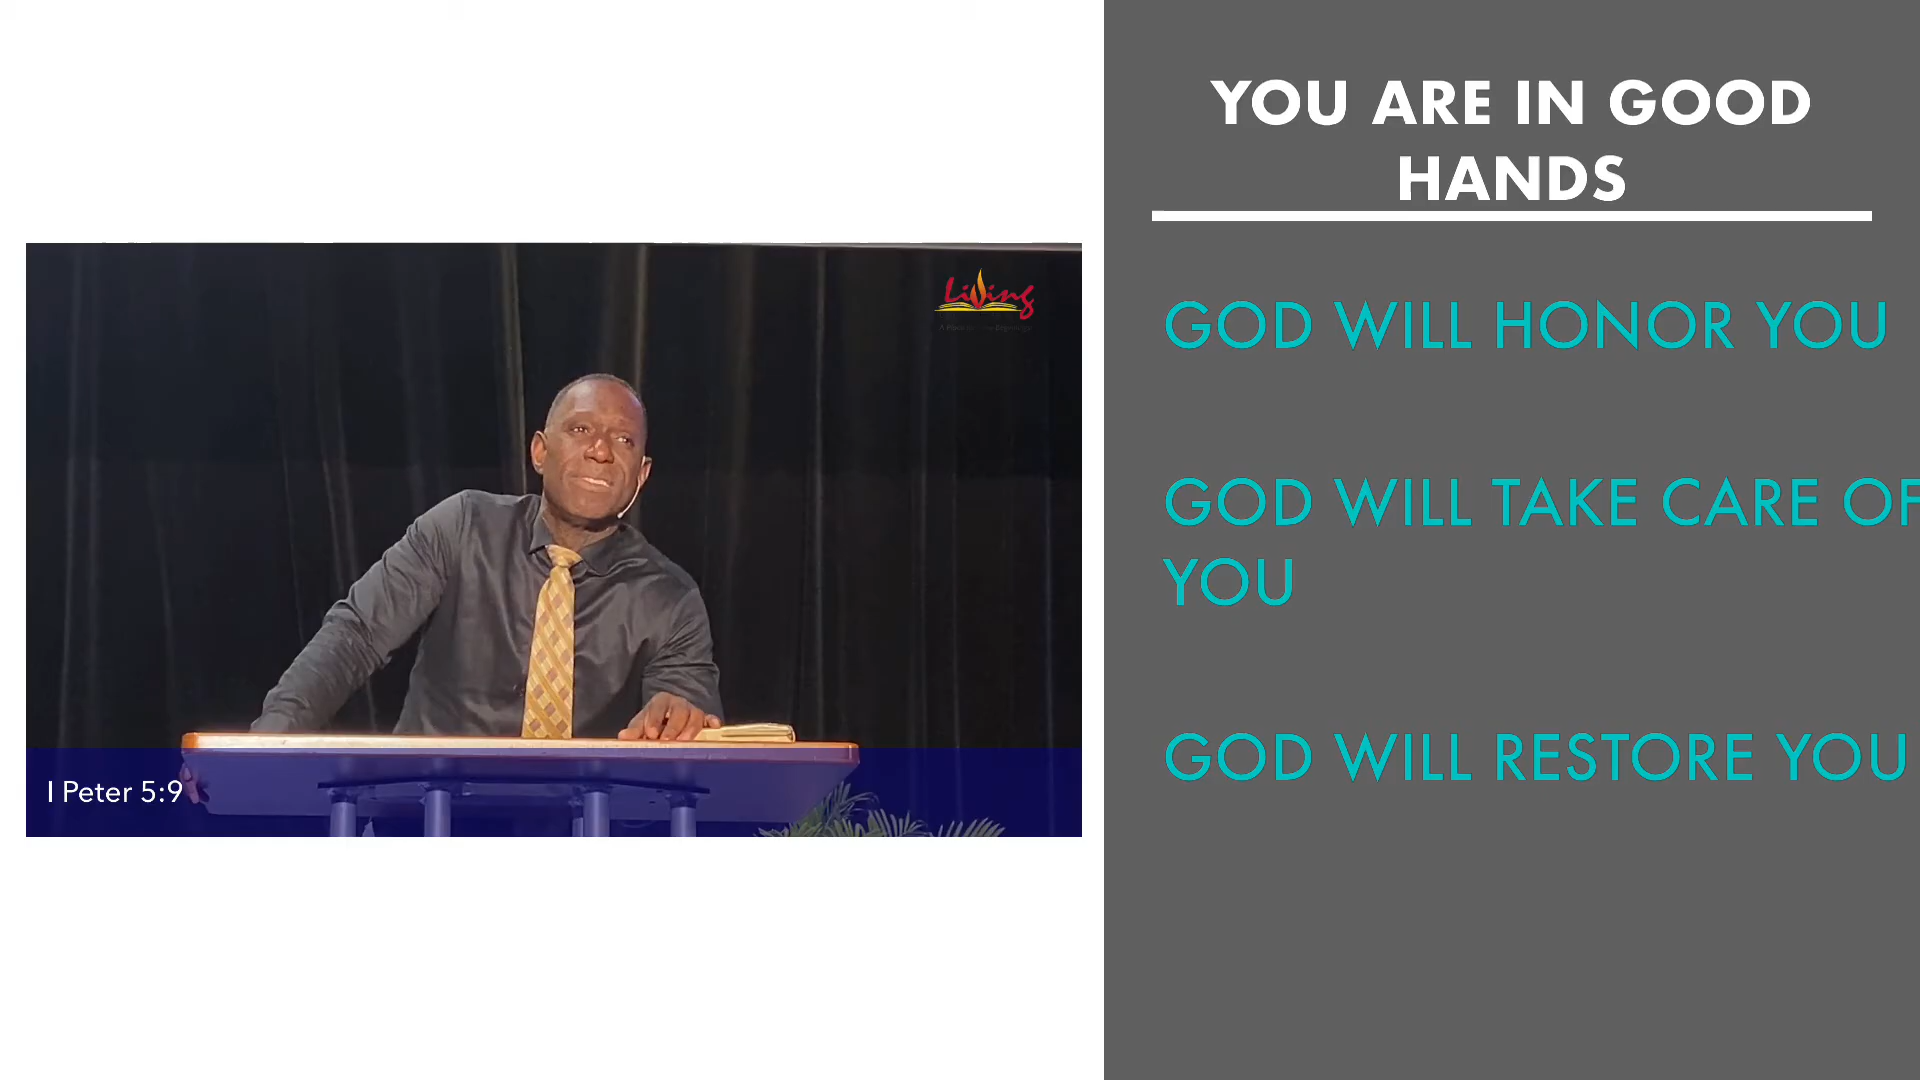 YOU ARE IN GOOD
HANDS
GOD WILL HONOR YOU
GOD WILL TAKE CARE OF
YOU
GOD WILL RESTORE YOU
Living
I Peter 5:9